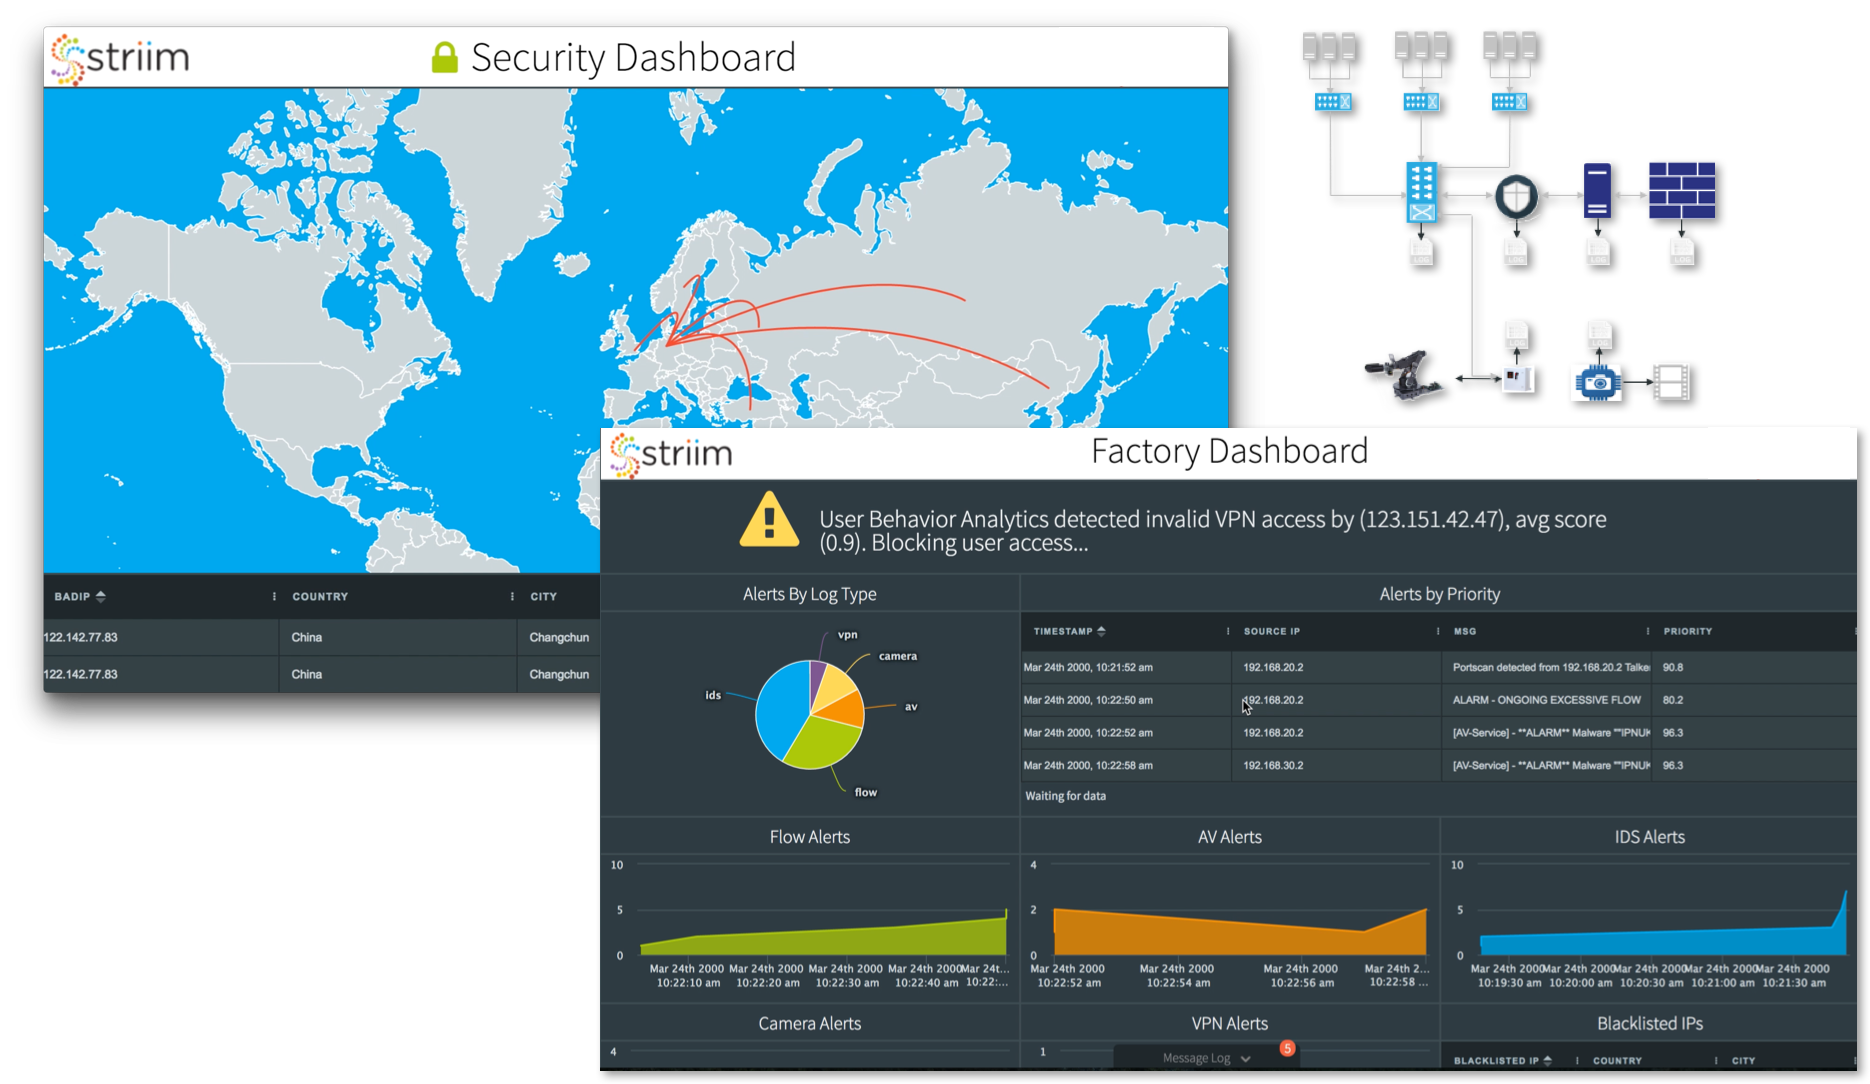 striim
Security Dashboard
BADIP
COUNTRY
CITY
122.142.77.83
China
Changchun
122.142.77.83
China
Changchun
LOG
LOG
LOG
LOG
LOG
LOG
striim
Factory Dashboard
User Behavior Analytics detected invalid VPN access by (123.151.42.47), avg score
(0.9). Blocking user access...
Alerts By Log Type
vpn
camera
ids
av
flow
Alerts by Priority
TIMESTAMP
SOURCE IP
MSG
PRIORITY
Mar 24th 2000, 10:21:52 am
192.168.20.2
Portscan detected from 192.168.20.2 Talke
90.8
Mar 24th 2000, 10:22:50 am
192.168.20.2
ALARM - ONGOING EXCESSIVE FLOW
80.2
Mar 24th 2000, 10:22:52 am
192.168.20.2
[AV-Service] - **ALARM** Malware **IPNUK
96.3
Mar 24th 2000, 10:22:58 am
192.168.30.2
[AV-Service] - **ALARM** Malware **IPNUK
96.3
Waiting for data
Flow Alerts
10
5
0
Mar 24th 2000 Mar 24th 2000 Mar 24th 2000 Mar 24th 2000 Mar 24t...
10:22:10 am 10:22:20 am 10:22:30 am 10:22:40 am 10:22:...
AV Alerts
4
2
0
Mar 24th 2000 Mar 24th 2000 Mar 24th 2000 Mar 24th 2...
10:22:52 am 10:22:54 am 10:22:56 am 10:22:58 ...
IDS Alerts
10
5
0
Mar 24th 2000 Mar 24th 2000 Mar 24th 2000 Mar 24th 2000 Mar 24th 2000
10:19:30 am 10:20:00 am 10:20:30 am 10:21:00 am 10:21:30 am
Camera Alerts
4
VPN Alerts
1
Message Log
5
Blacklisted IPs
BLACKLISTED IP
COUNTRY
CITY